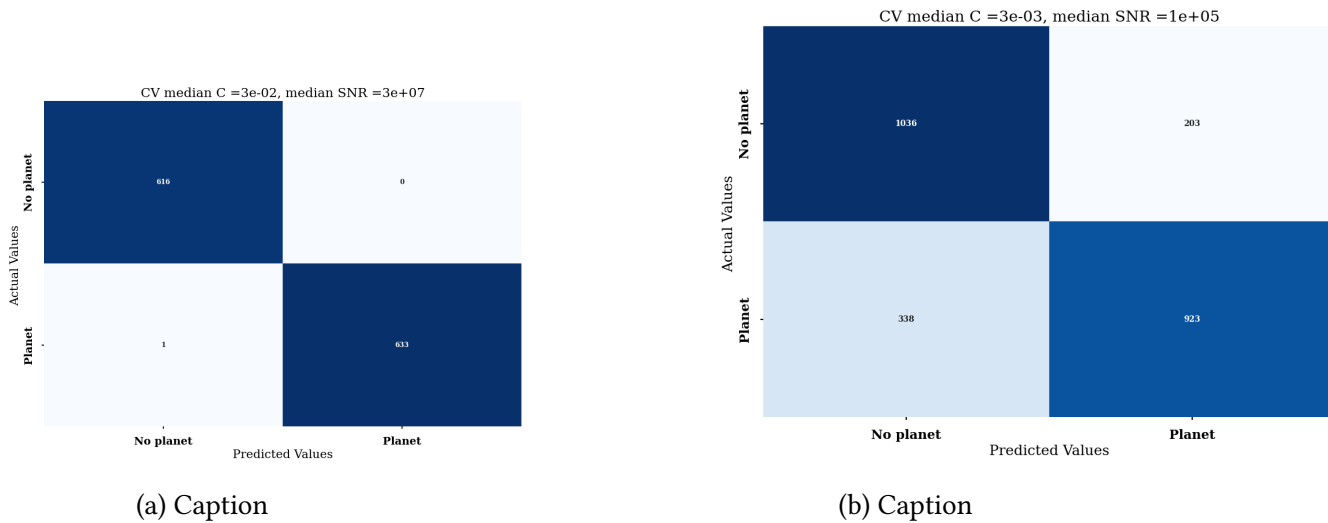 CV median C =3e-02, median SNR =3e+07
Actual Values
No planet
Planet
616
0
1
633
No planet
Planet
Predicted Values
(a) Caption
CV median C =3e-03, median SNR =1e+05
Actual Values
No planet
Planet
1036
203
338
923
No planet
Planet
Predicted Values
(b) Caption